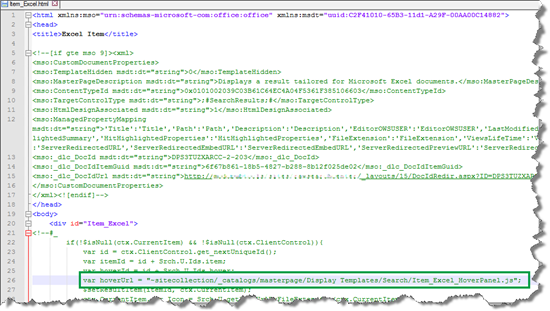 Item_Excel.html
1 <html xmlns:mso="urn:schemas-microsoft-com:office:office" xmlns:msdt="uuid:C2F41010-65B3-11d1-A29F-00AA00C14882">
2 <head>
3 <title>Excel Item</title>
4
5 <!--[if gte mso 9]><xml>
6 <mso:CustomDocumentProperties>
7 <mso:TemplateHidden msdt:dt="string">0</mso:TemplateHidden>
8 <mso:MasterPageDescription msdt:dt="string">Displays a result tailored for Microsoft Excel documents.</mso:MasterPageDes
9 <mso:ContentTypeId msdt:dt="string">0x0101002039C03B61C64EC4A04F5361F385106603</mso:ContentTypeId>
10 <mso:TargetControlType msdt:dt="string">;#SearchResults;#</mso:TargetControlType>
11 <mso:HtmlDesignAssociated msdt:dt="string">1</mso:HtmlDesignAssociated>
12 <mso:ManagedPropertyMapping
msdt:dt="string">'Title':'Title','Path':'Path','Description':'Description','EditorOWSUSER':'EditorOWSUSER','LastModified
lightedSummary','HitHighlightedProperties':'HitHighlightedProperties','FileExtension':'FileExtension','ViewsLifeTime':'V
:'ServerRedirectedURL','ServerRedirectedEmbedURL':'ServerRedirectedEmbedURL','ServerRedirectedPreviewURL':'ServerRedirec
13 <mso:_dlc_DocId msdt:dt="string">DPS3TUZXARCC-2-203</mso:_dlc_DocId>
14 <mso:_dlc_DocIdItemGuid msdt:dt="string">6f67b861-18b5-4827-b288-8b12f025de02</mso:_dlc_DocIdItemGuid>
15 <mso:_dlc_DocIdUrl msdt:dt="string">http://_layouts/15/DocIdRedir.aspx?ID=DPS3TUZXAR
16 </mso:CustomDocumentProperties>
17 </xml><![endif]-->
18 </head>
19 <body>
20 <div id="Item_Excel">
21 <!--#_
22 if(!$isNull(ctx.CurrentItem) && !$isNull(ctx.ClientControl)){
23 var id = ctx.ClientControl.get_nextUniqueId();
24 var itemId = id + Srch.U.Ids.item;
25 var hoverId = id + Srch.U.Ids.hover;
26 var hoverUrl = "~sitecollection/_catalogs/masterpage/Display Templates/Search/Item_Excel_HoverPanel.js";
27 $setResultItem(itemId, ctx.CurrentItem);